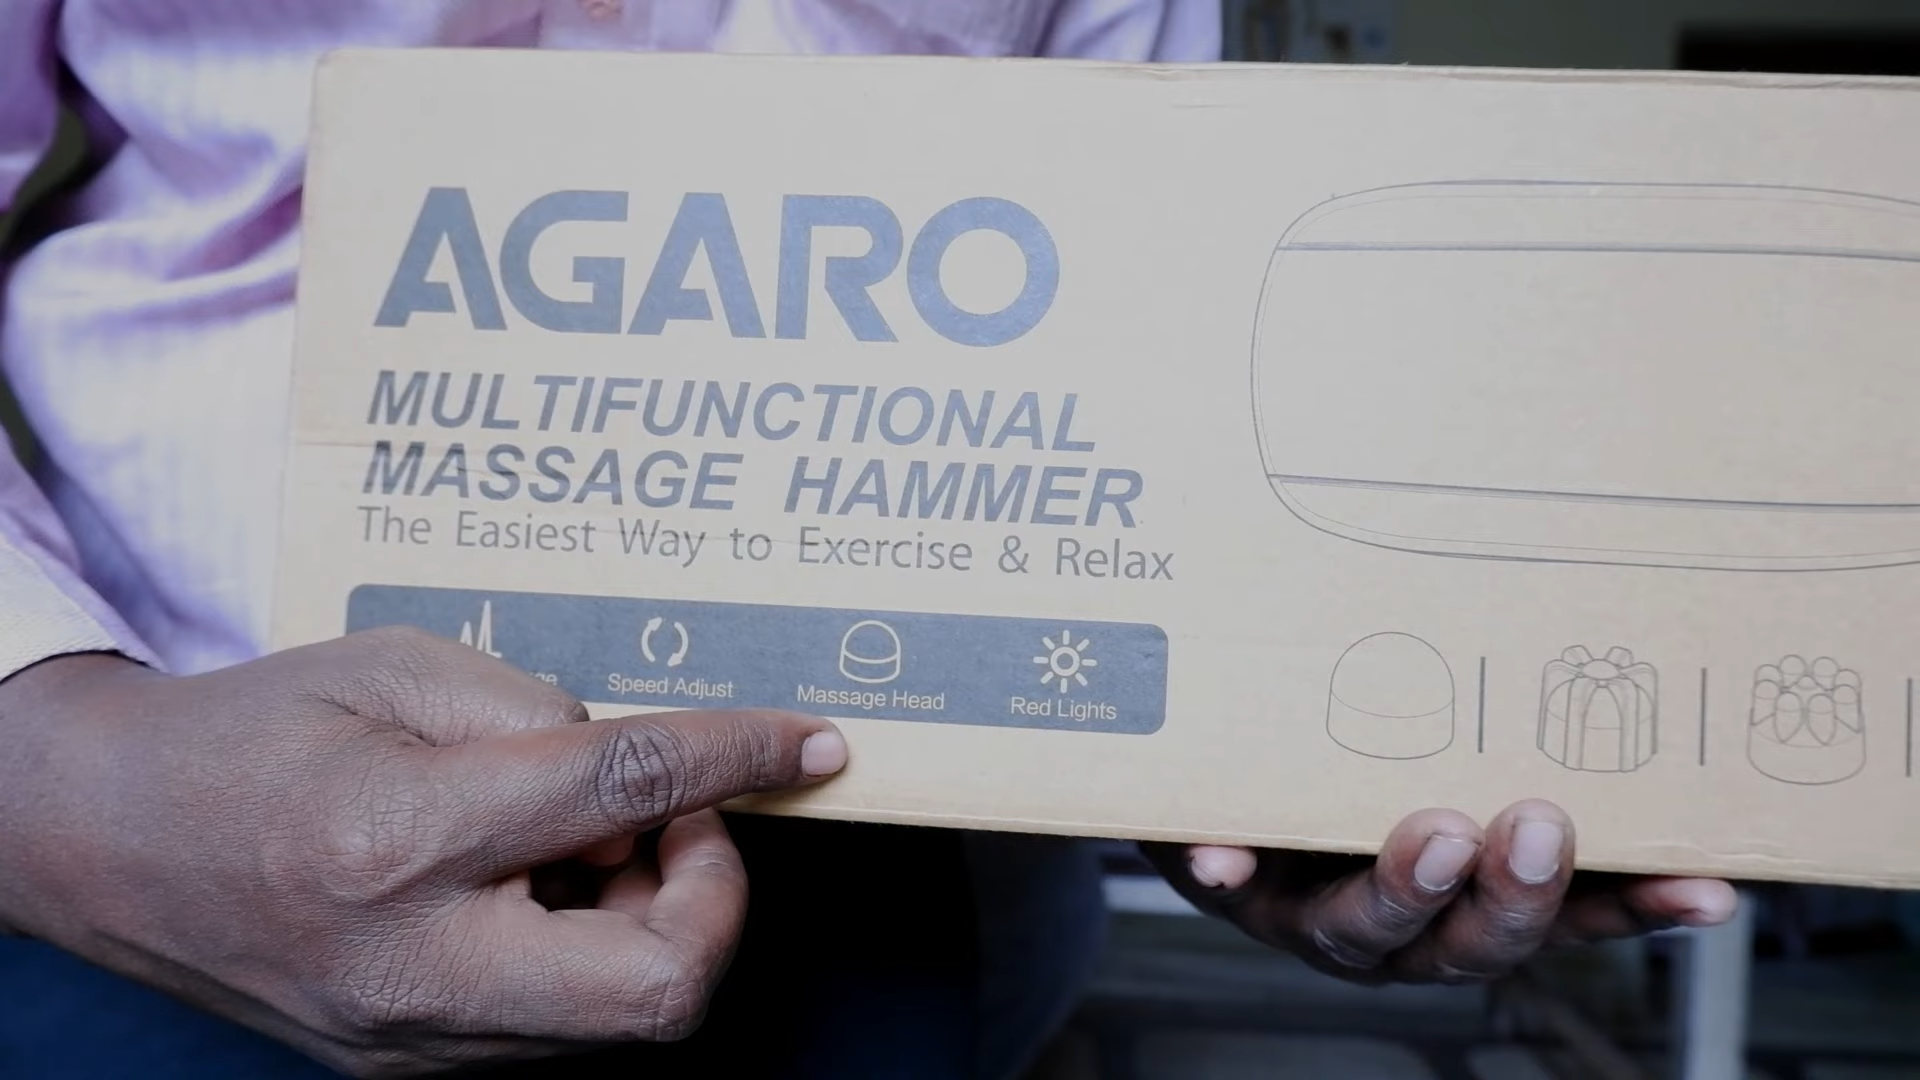 AGARO
MULTIFUNCTIONAL
MASSAGE HAMMER
The Easiest Way to Exercise & Relax
Speed Adjust
Massage Head
Red Lights